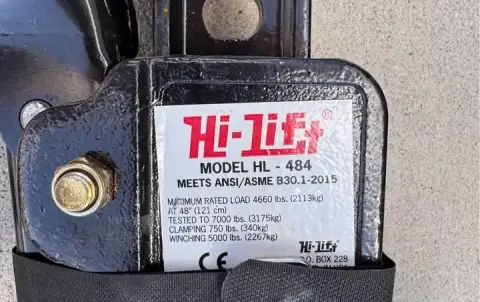 Hi-Lift®
MODEL HL - 484
MEETS ANSI/ASME B30.1-2015
MAXIMUM RATED LOAD 4660 lbs. (2113kg)
AT 48" (121 cm)
TESTED TO 7000 lbs. (3175kg)
CLAMPING 750 lbs. (340kg)
WINCHING 5000 lbs. (2267kg)
Hi-Lift
CE
P.O. BOX 228